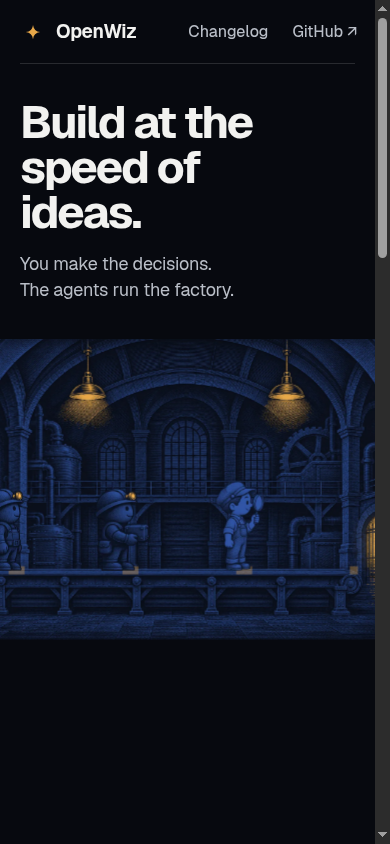 OpenWiz
Changelog
GitHub ↗
Build at the
speed of
ideas.
You make the decisions.
The agents run the factory.